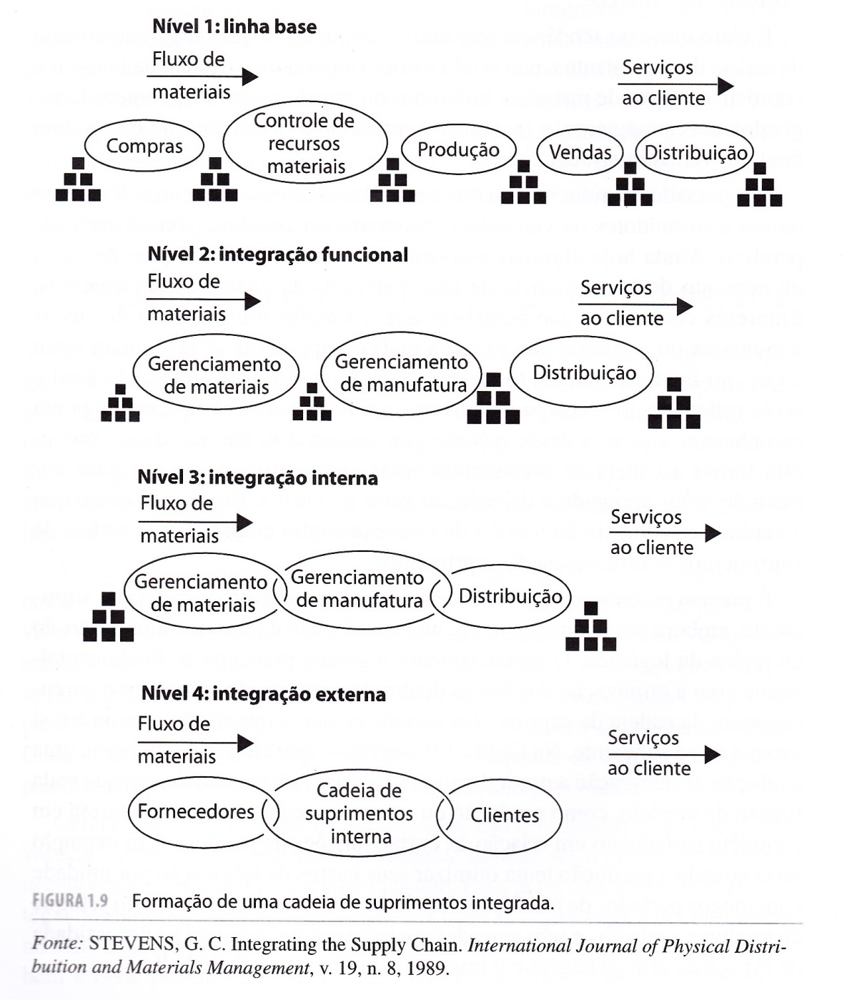 Nível 1: linha base
Fluxo de
materiais
Serviços
ao cliente
Compras
Controle de
recursos
materiais
Produção
Vendas
Distribuição
Nível 2: integração funcional
Fluxo de
materiais
Serviços
ao cliente
Gerenciamento
de materiais
Gerenciamento
de manufatura
Distribuição
Nível 3: integração interna
Fluxo de
materiais
Serviços
ao cliente
Gerenciamento
de materiais
Gerenciamento
de manufatura
Distribuição
Nível 4: integração externa
Fluxo de
materiais
Serviços
ao cliente
Fornecedores
Cadeia de
suprimentos
interna
Clientes
FIGURA 1.9 Formação de uma cadeia de suprimentos integrada.
Fonte: STEVENS, G. C. Integrating the Supply Chain. International Journal of Physical Distri-
buition and Materials Management, v. 19, n. 8, 1989.